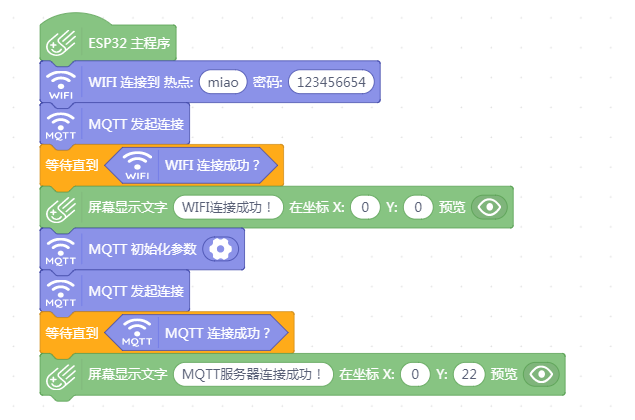 ESP32 主程序
WIFI WIFI 连接到 热点: miao 密码: 123456654
MQTT MQTT 发起连接
等待直到 WIFI WIFI 连接成功？
屏幕显示文字 WIFI连接成功！ 在坐标 X: 0 Y: 0 预览
MQTT MQTT 初始化参数
MQTT MQTT 发起连接
等待直到 MQTT MQTT 连接成功？
屏幕显示文字 MQTT服务器连接成功！ 在坐标 X: 0 Y: 22 预览